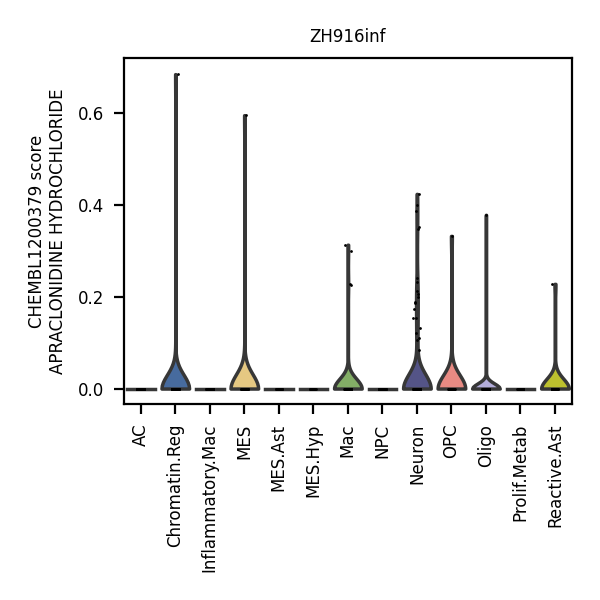 ZH916inf
CHEMBL1200379 score
APRACLONIDINE HYDROCHLORIDE
0.6
0.4
0.2
0.0
AC
Chromatin.Reg
Inflammatory.Mac
MES
MES.Ast
MES.Hyp
Mac
NPC
Neuron
OPC
Oligo
Prolif.Metab
Reactive.Ast